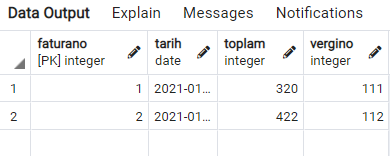 Data Output Explain Messages Notifications
faturano tarih toplam vergino
[PK] integer date integer integer
1 1 2021-01... 320 111
2 2 2021-01... 422 112